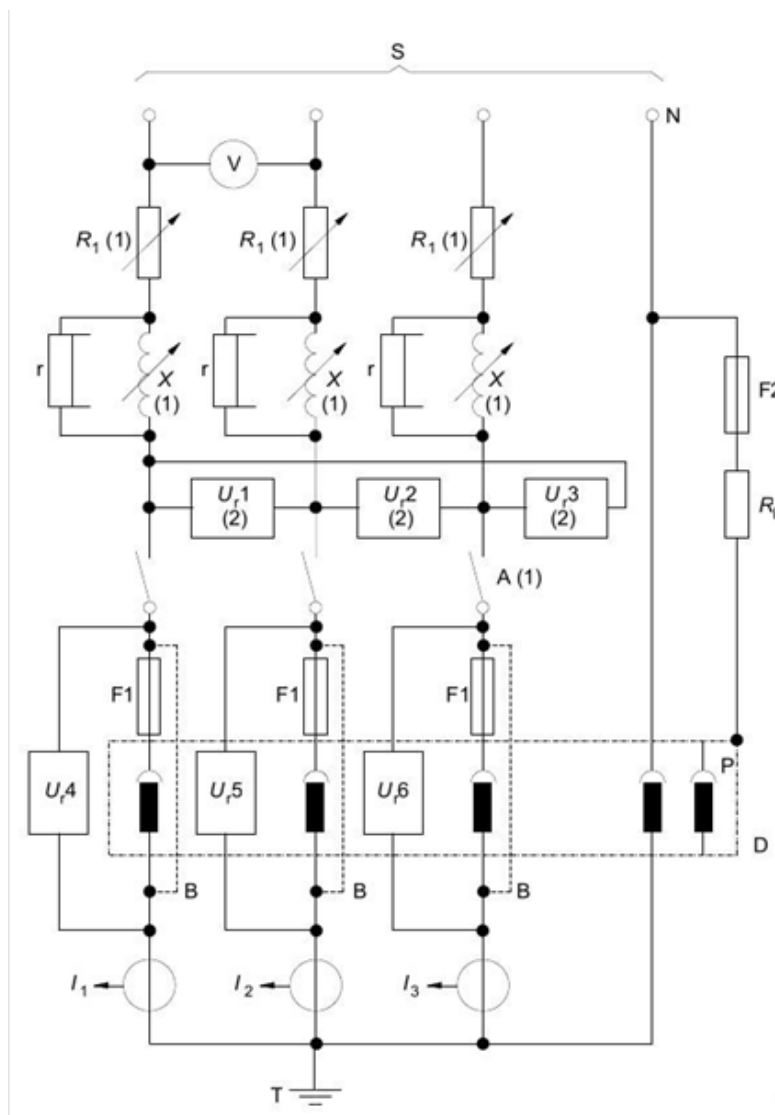 S
N
V
R1 (1)
R1 (1)
R1 (1)
r
X
(1)
r
X
(1)
r
X
(1)
F2
Ur1
(2)
Ur2
(2)
Ur3
(2)
A (1)
F1
F1
F1
P
Ur4
Ur5
Ur6
D
B
B
B
I1
I2
I3
T